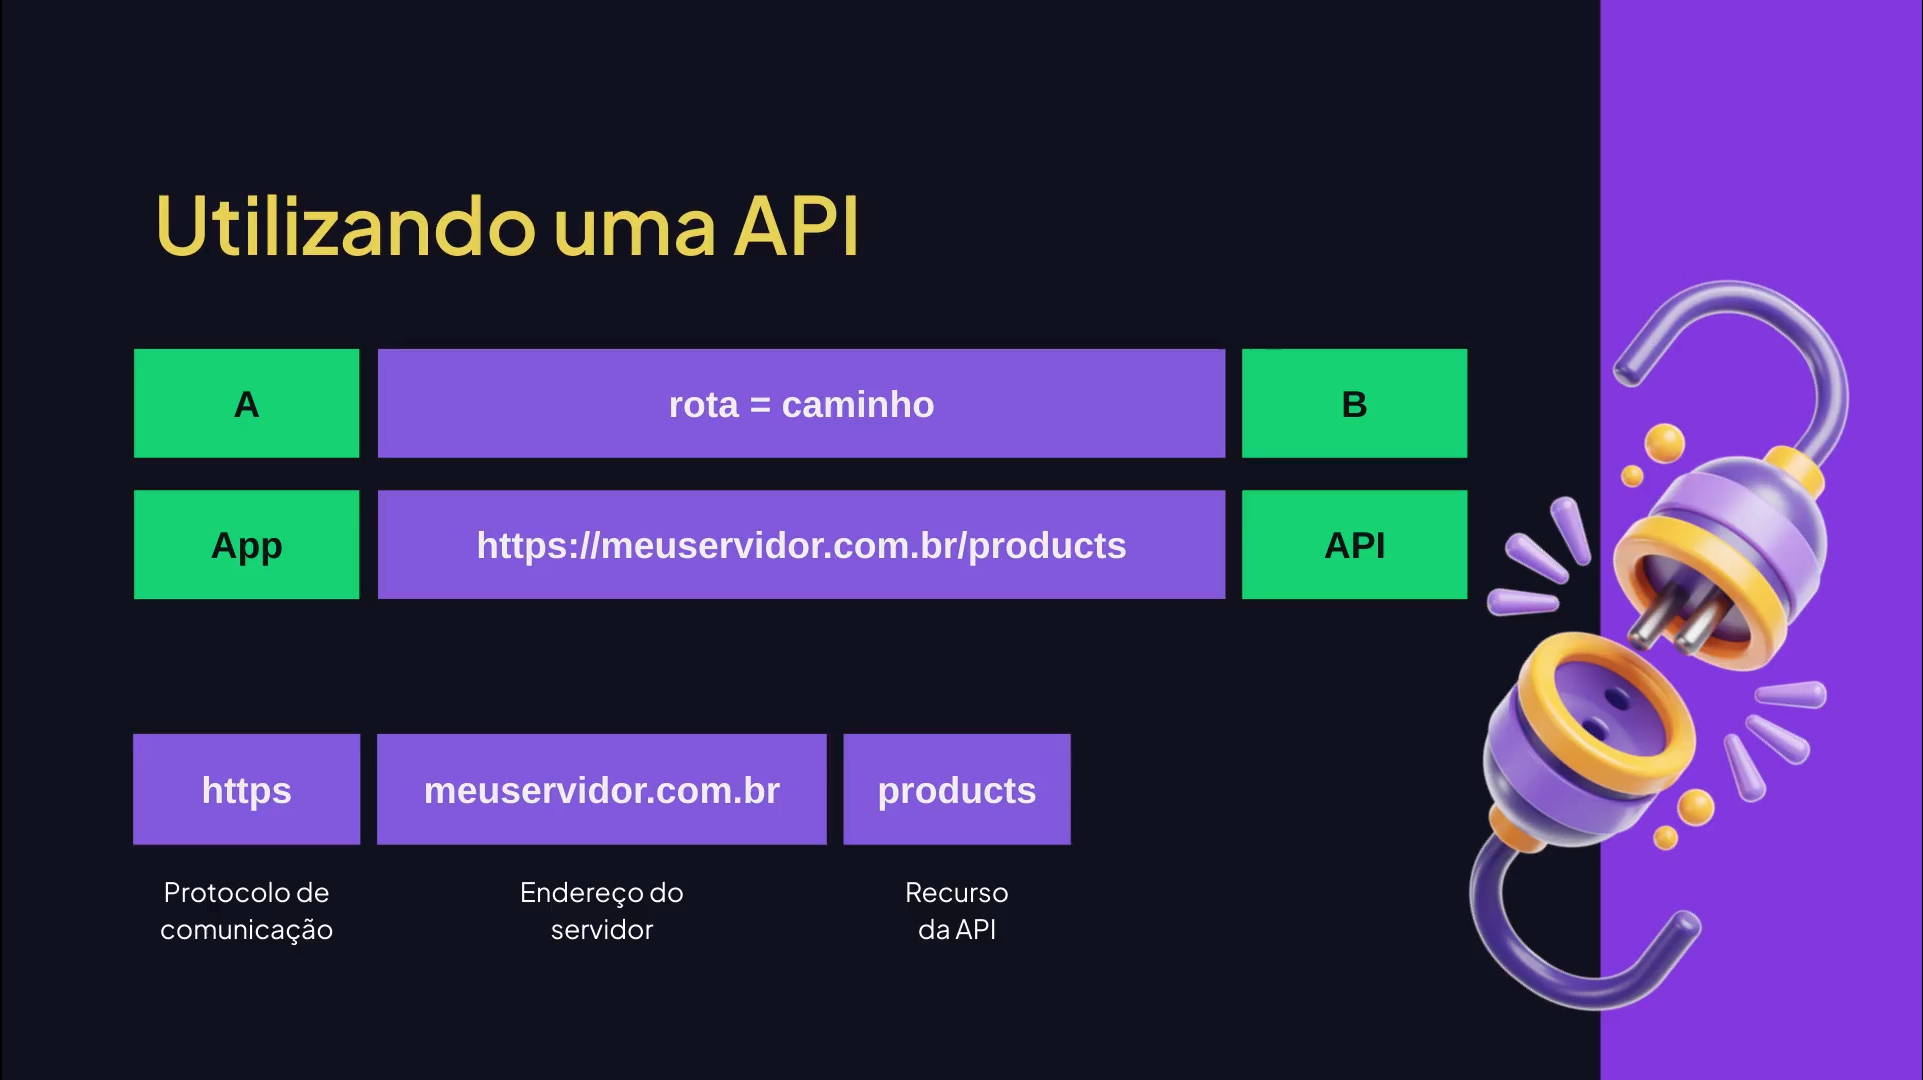 Utilizando uma API
A
rota = caminho
B
App
https://meuservidor.com.br/products
API
https
meuservidor.com.br
products
Protocolo de
comunicação
Endereço do
servidor
Recurso
da API